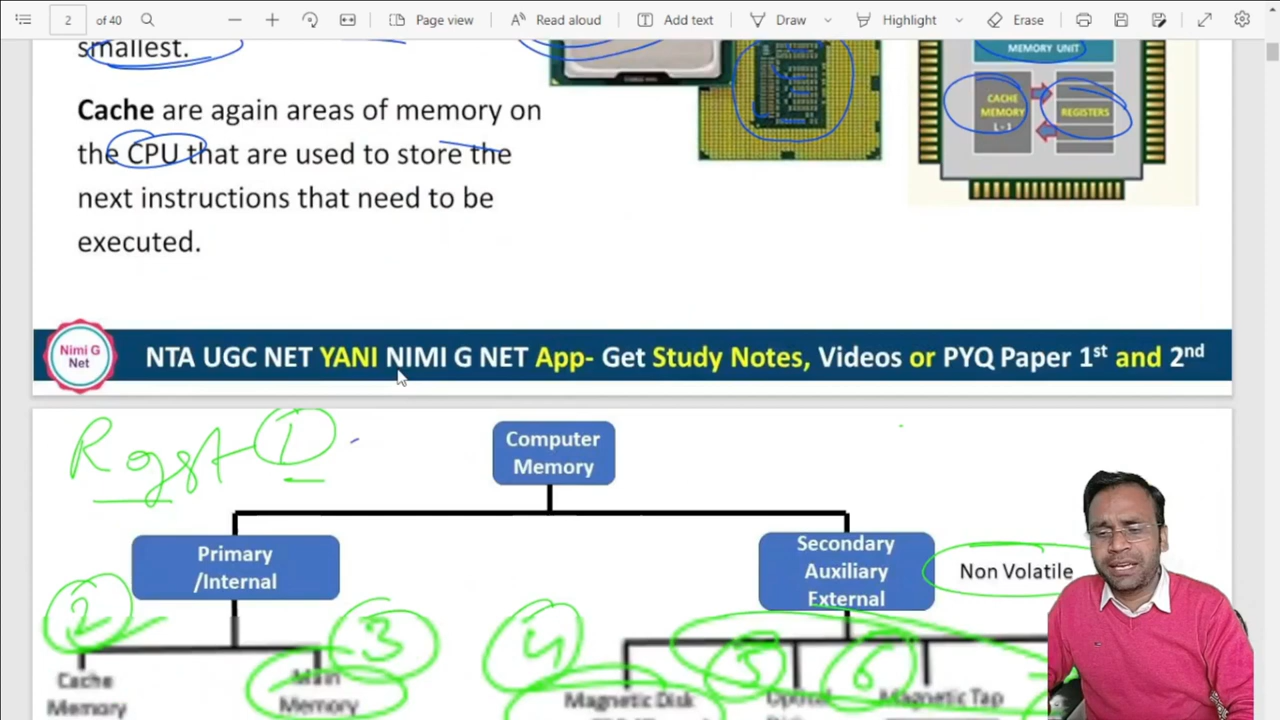 2
of 40
Page view
Read aloud
Add text
Draw
Highlight
Erase
smallest.
Cache are again areas of memory on
the CPU that are used to store the
next instructions that need to be
executed.
MEMORY UNIT
CACHE
MEMORY
L - 1
REGISTERS
Nimi G
Net
NTA UGC NET YANI NIMI G NET App- Get Study Notes, Videos or PYQ Paper 1st and 2nd
1
Computer
Memory
Primary
/Internal
Secondary
Auxiliary
External
Non Volatile
2
3
4
5
6
Cache
Memory
Main
Memory
Magnetic Disk
Magnetic Tap